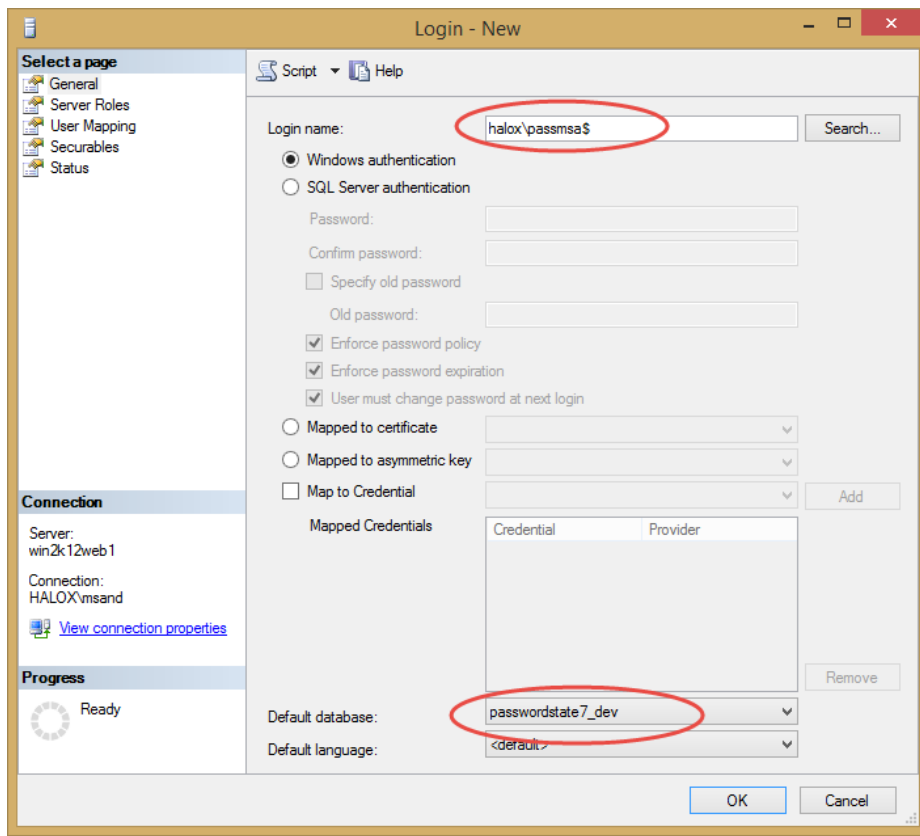 Login - New
Select a page
General
Server Roles
User Mapping
Securables
Status
Script Help
Login name: halox\passmsa$ Search...
Windows authentication
SQL Server authentication
Password:
Confirm password:
Specify old password
Old password:
Enforce password policy
Enforce password expiration
User must change password at next login
Mapped to certificate
Mapped to asymmetric key
Map to Credential Add
Mapped Credentials Credential Provider
Remove
Default database: passwordstate7_dev
Default language: <default>
Connection
Server:
win2k12web1
Connection:
HALOX\msand
View connection properties
Progress
Ready
OK Cancel